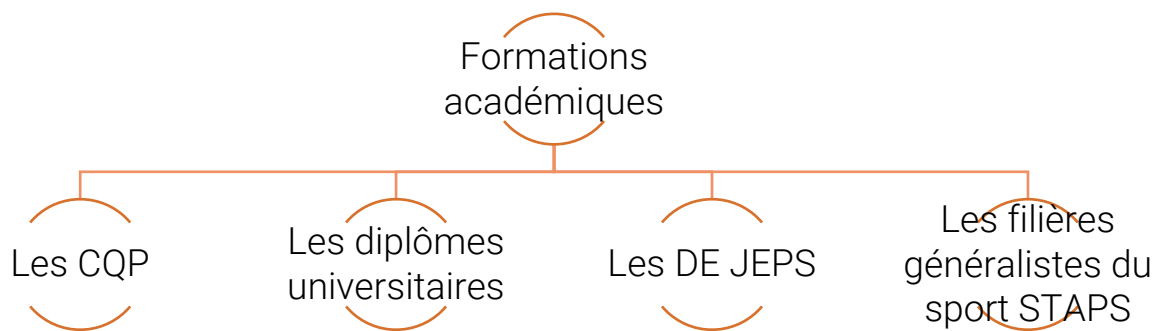 Formations
académiques
Les CQP
Les diplômes
universitaires
Les DE JEPS
Les filières
généralistes du
sport STAPS